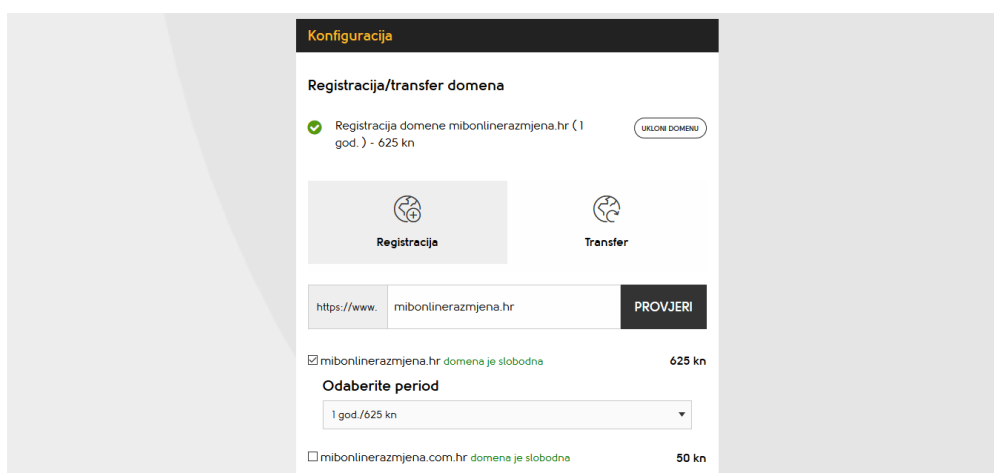 Konfiguracija
Registracija/transfer domena
Registracija domene mibonlinerazmjena.hr ( 1
god. ) - 625 kn
UKLONI DOMENU
Registracija
Transfer
https://www.
mibonlinerazmjena.hr
PROVJERI
mibonlinerazmjena.hr domena je slobodna 625 kn
Odaberite period
1 god./625 kn
mibonlinerazmjena.com.hr domena je slobodna 50 kn